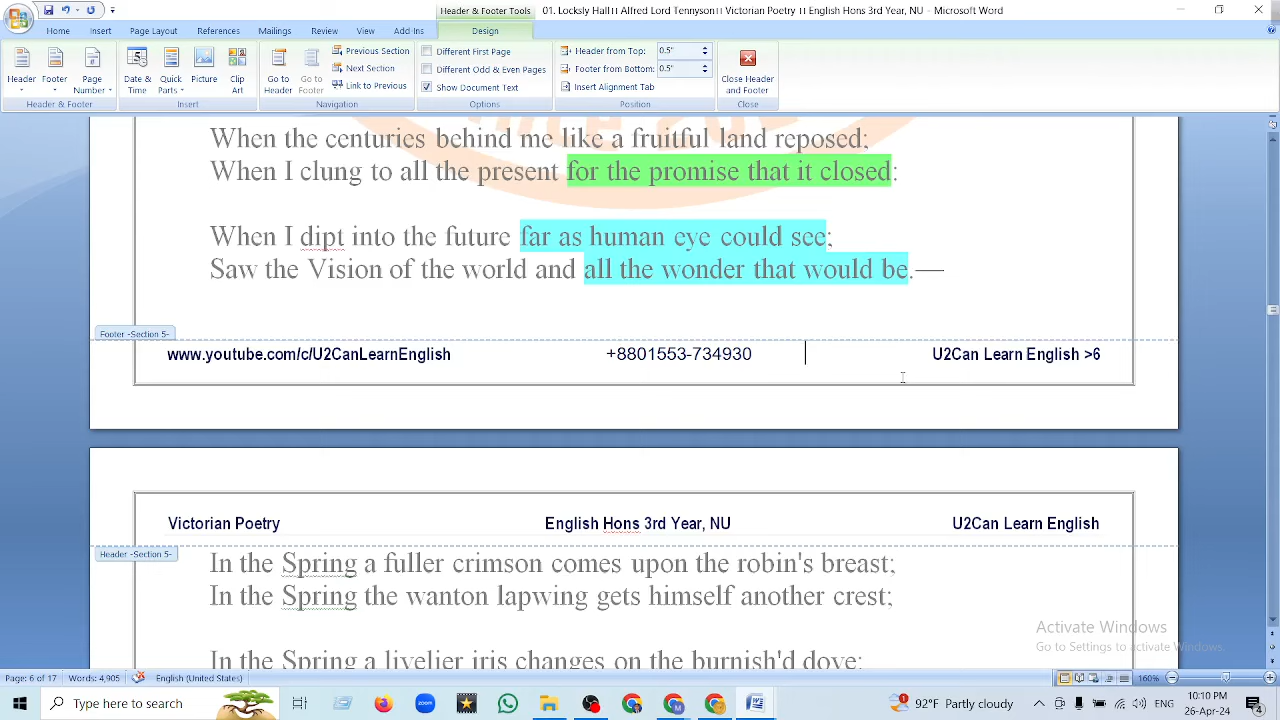 Header & Footer Tools
01. Locksly Hall।। Alfred Lord Tennyson।। Victorian Poetry ।। English Hons 3rd Year, NU - Microsoft Word
Home Insert Page Layout References Mailings Review View Add-Ins Design
Header Footer Page Number
Header & Footer
Date & Time Quick Parts Picture Clip Art
Insert
Go to Header Go to Footer
Previous Section
Next Section
Link to Previous
Navigation
Different First Page
Different Odd & Even Pages
Show Document Text
Options
Header from Top: 0.5"
Footer from Bottom: 0.5"
Insert Alignment Tab
Position
Close Header and Footer
Close
When the centuries behind me like a fruitful land reposed;
When I clung to all the present for the promise that it closed:
When I dipt into the future far as human eye could see;
Saw the Vision of the world and all the wonder that would be.—
Footer -Section 5-
www.youtube.com/c/U2CanLearnEnglish +8801553-734930 U2Can Learn English >6
Victorian Poetry English Hons 3rd Year, NU U2Can Learn English
Header -Section 5-
In the Spring a fuller crimson comes upon the robin's breast;
In the Spring the wanton lapwing gets himself another crest;
In the Spring a livelier iris changes on the burnish'd dove;
Activate Windows
Go to Settings to activate Windows.
Page: 6 of 17 Words: 4,905 English (United States) 160%
Type here to search
92°F Partly cloudy
10:10 PM
26-Apr-24